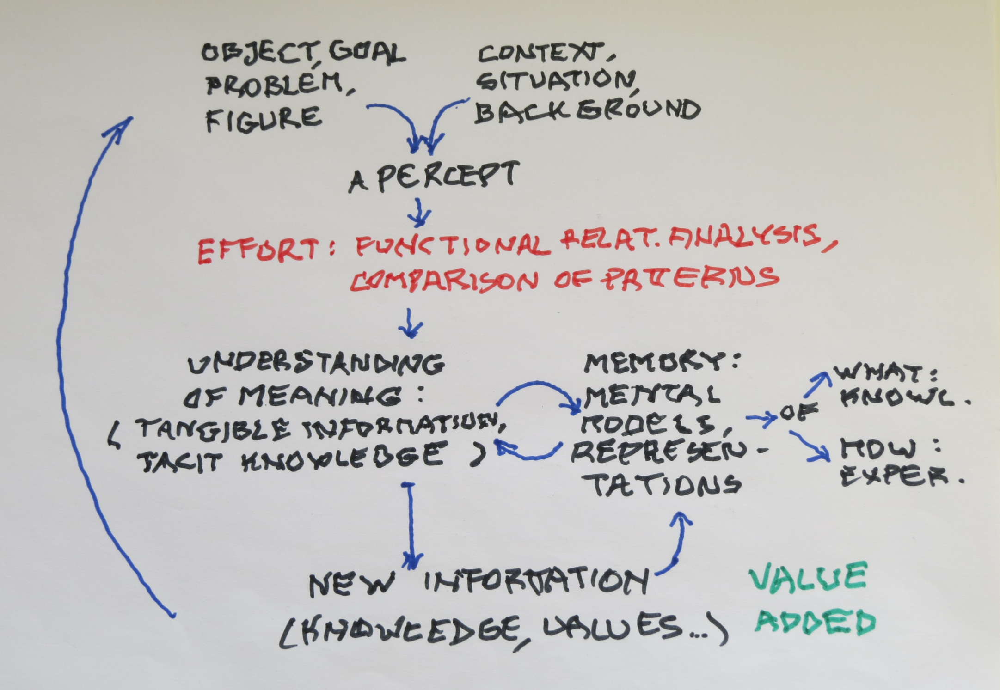 OBJECT, GOAL
PROBLEM,
FIGURE
CONTEXT,
SITUATION,
BACKGROUND
A PERCEPT
EFFORT: FUNCTIONAL RELAT. ANALYSIS,
COMPARISON OF PATTERNS
UNDERSTANDING
OF MEANING:
( TANGIBLE INFORMATION,
TACIT KNOWLEDGE )
MEMORY:
MENTAL
MODELS,
REPRESEN-
TATIONS
OF
WHAT:
KNOWL.
HOW:
EXPER.
NEW INFORMATION
(KNOWLEDGE, VALUES...)
VALUE
ADDED